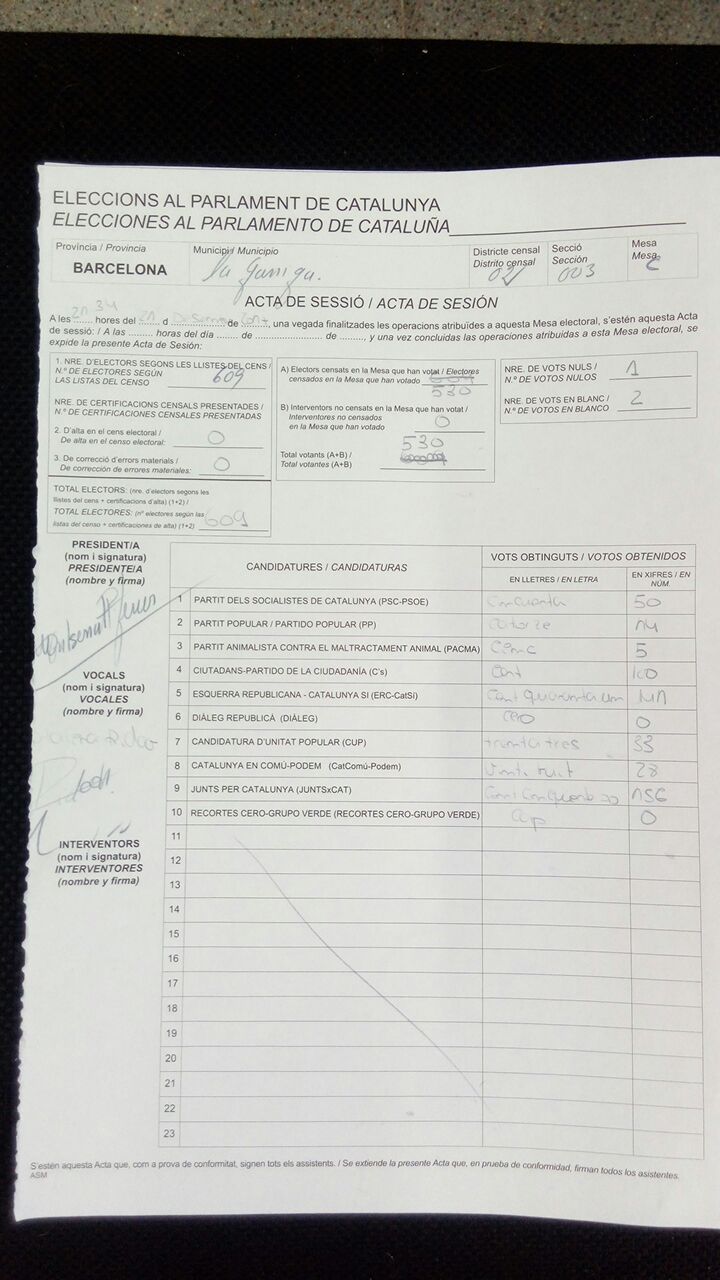 ELECCIONS AL PARLAMENT DE CATALUNYA
ELECCIONES AL PARLAMENTO DE CATALUÑA
Provincia / Provincia
BARCELONA
Municipi / Municipio
La Garriga.
Districte censal
Distrito censal
02
Secció
Sección
003
Mesa
Mesa
C
ACTA DE SESSIÓ / ACTA DE SESIÓN
A les 21.34 hores del 21 d Desembre de 2017, una vegada finalitzades les operacions atribuïdes a aquesta Mesa electoral, s'estén aquesta Acta
de sessió: / A las ......... horas del día ....... de ........................ de .........., y una vez concluidas las operaciones atribuidas a esta Mesa electoral, se
expide la presente Acta de Sesión:
1. NRE. D'ELECTORS SEGONS LES LLISTES DEL CENS /
N.º DE ELECTORES SEGÚN
LAS LISTAS DEL CENSO 609
NRE. DE CERTIFICACIONS CENSALS PRESENTADES /
N.º DE CERTIFICACIONES CENSALES PRESENTADAS
2. D'alta en el cens electoral /
De alta en el censo electoral: 0
3. De correcció d'errors materials /
De corrección de errores materiales: 0
TOTAL ELECTORS: (nre. d'electors segons les
llistes del cens + certificacions d'alta) (1+2) /
TOTAL ELECTORES: (nº electores según las
listas del censo + certificaciones de alta) (1+2) 609
A) Electors censats en la Mesa que han votat / Electores
censados en la Mesa que han votado
530
B) Interventors no censats en la Mesa que han votat /
Interventores no censados
en la Mesa que han votado 0
530
Total votants (A+B) /
Total votantes (A+B)
NRE. DE VOTS NULS /
N.º DE VOTOS NULOS 1
NRE. DE VOTS EN BLANC /
N.º DE VOTOS EN BLANCO 2
PRESIDENT/A
(nom i signatura)
PRESIDENTE/A
(nombre y firma)
Montserrat
VOCALS
(nom i signatura)
VOCALES
(nombre y firma)
INTERVENTORS
(nom i signatura)
INTERVENTORES
(nombre y firma)
CANDIDATURES / CANDIDATURAS
VOTS OBTINGUTS / VOTOS OBTENIDOS
EN LLETRES / EN LETRA
EN XIFRES / EN NÚM.
1 PARTIT DELS SOCIALISTES DE CATALUNYA (PSC-PSOE) Cincuanta 50
2 PARTIT POPULAR / PARTIDO POPULAR (PP) Catorze 14
3 PARTIT ANIMALISTA CONTRA EL MALTRACTAMENT ANIMAL (PACMA) Cinc 5
4 CIUTADANS-PARTIDO DE LA CIUDADANÍA (C's) Cent 100
5 ESQUERRA REPUBLICANA - CATALUNYA SÍ (ERC-CatSí) Cent quaranta un 141
6 DIÀLEG REPUBLICÀ (DIÀLEG) Cero 0
7 CANDIDATURA D'UNITAT POPULAR (CUP) trenta tres 33
8 CATALUNYA EN COMÚ-PODEM (CatComú-Podem) Vint i vuit 28
9 JUNTS PER CATALUNYA (JUNTSxCAT) 156
10 RECORTES CERO-GRUPO VERDE (RECORTES CERO-GRUPO VERDE) Cap 0
11
12
13
14
15
16
17
18
19
20
21
22
23
S'estén aquesta Acta que, com a prova de conformitat, signen tots els assistents. / Se extiende la presente Acta que, en prueba de conformidad, firman todos los asistentes.
ASM